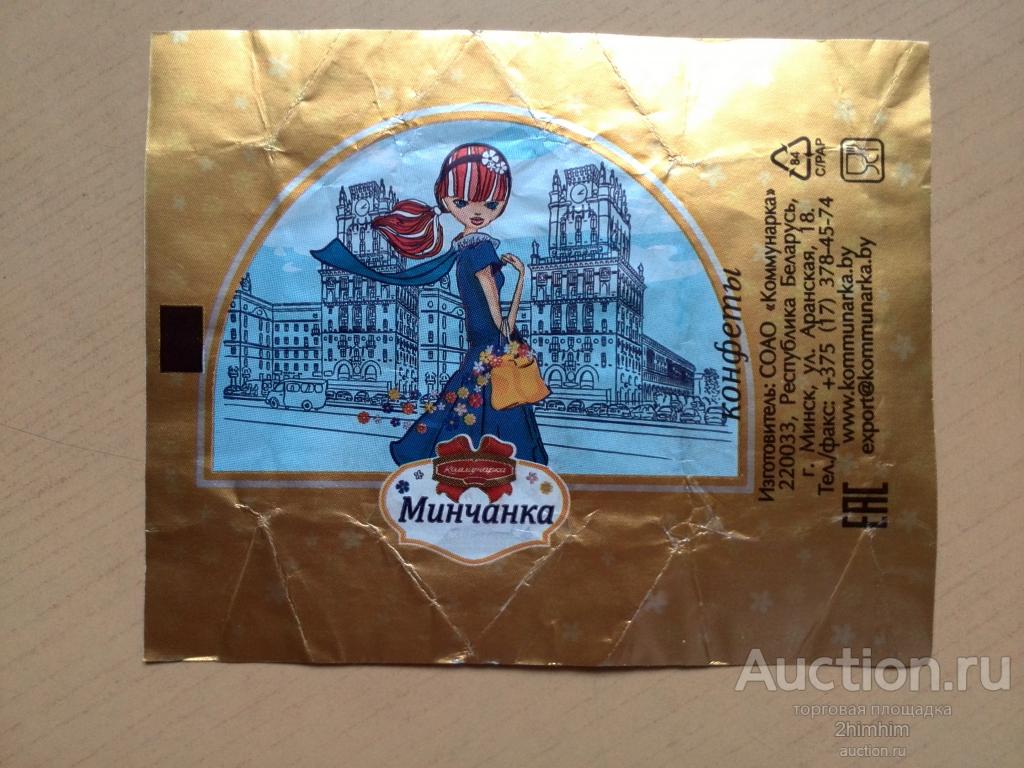 коммунарка
Минчанка
конфеты
Изготовитель: СОАО «Коммунарка»
220033, Республика Беларусь,
г. Минск, ул. Аранская, 18.
Тел/факс: +375 (17) 378-45-74
www.kommunarka.by
export@kommunarka.by
84
C/PAP
EAC
Auction.ru
торговая площадка
2himhim
auction.ru